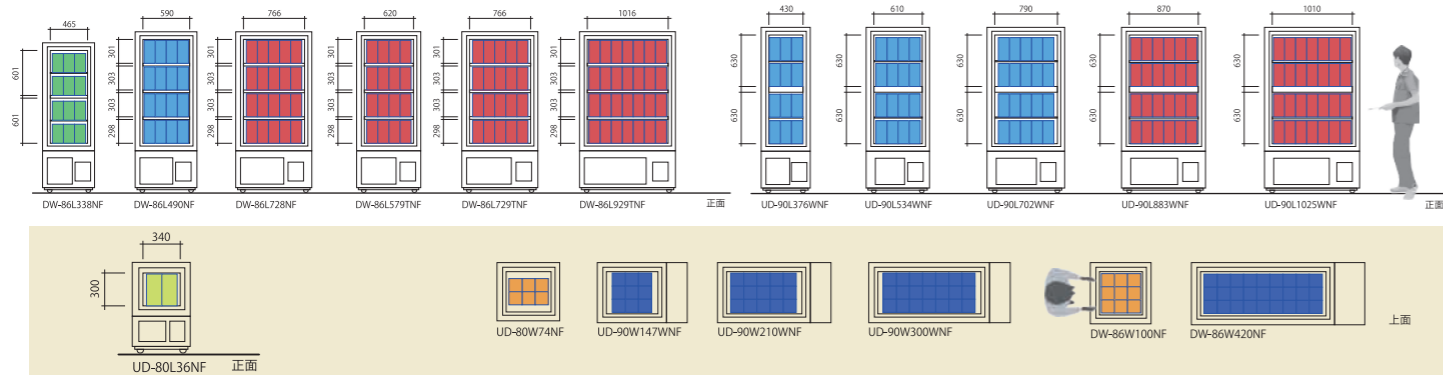 465 590 766 620 766 1016 430 610 790 870 1010
601 301 301 301 301 301 630 630 630 630 630
303 303 303 303 303
601 303 303 303 303 303 630 630 630 630 630
298 298 298 298 298
DW-86L338NF DW-86L490NF DW-86L728NF DW-86L579TNF DW-86L729TNF DW-86L929TNF 正面 UD-90L376WNF UD-90L534WNF UD-90L702WNF UD-90L883WNF UD-90L1025WNF 正面
340
300
UD-80W74NF UD-90W147WNF UD-90W210WNF UD-90W300WNF DW-86W100NF DW-86W420NF 上面
UD-80L36NF 正面